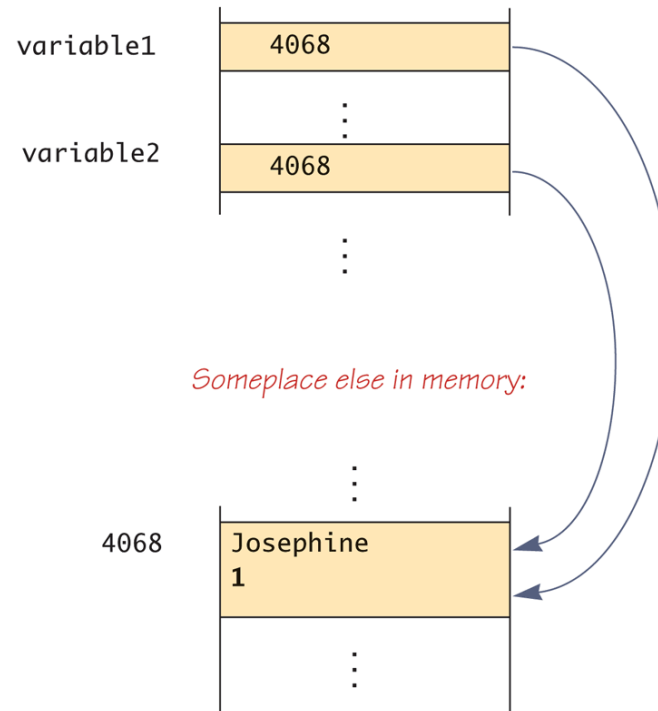 variable1 4068
variable2 4068
Someplace else in memory:
4068 Josephine
1